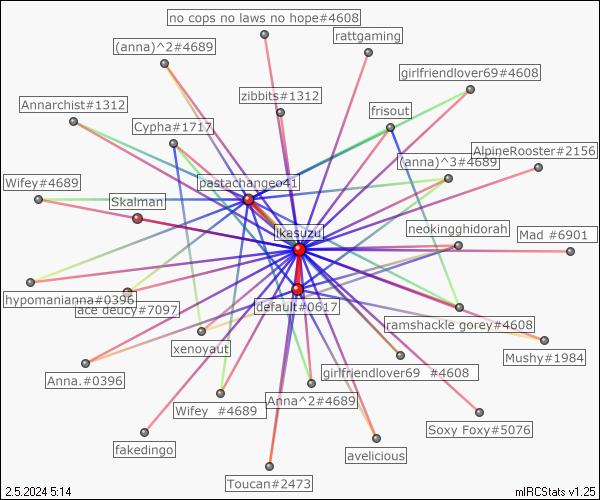 no cops no laws no hope#4608
rattgaming
(anna)^2#4689
girlfriendlover69#4608
zibbits#1312
Annarchist#1312
frisout
Cypha#1717
AlpineRooster#2156
(anna)^3#4689
Wifey#4689
pastachangeo41
Skalman
ikasuzu
neokingghidorah
Mad #6901
hypomanianna#0396
ace deucy#7097
default#0617
ramshackle gorey#4608
xenoyaut
Mushy#1984
girlfriendlover69 #4608
Anna.#0396
Anna^2#4689
Wifey #4689
Soxy Foxy#5076
fakedingo
avelicious
Toucan#2473
2.5.2024 5:14
mIRCStats v1.25